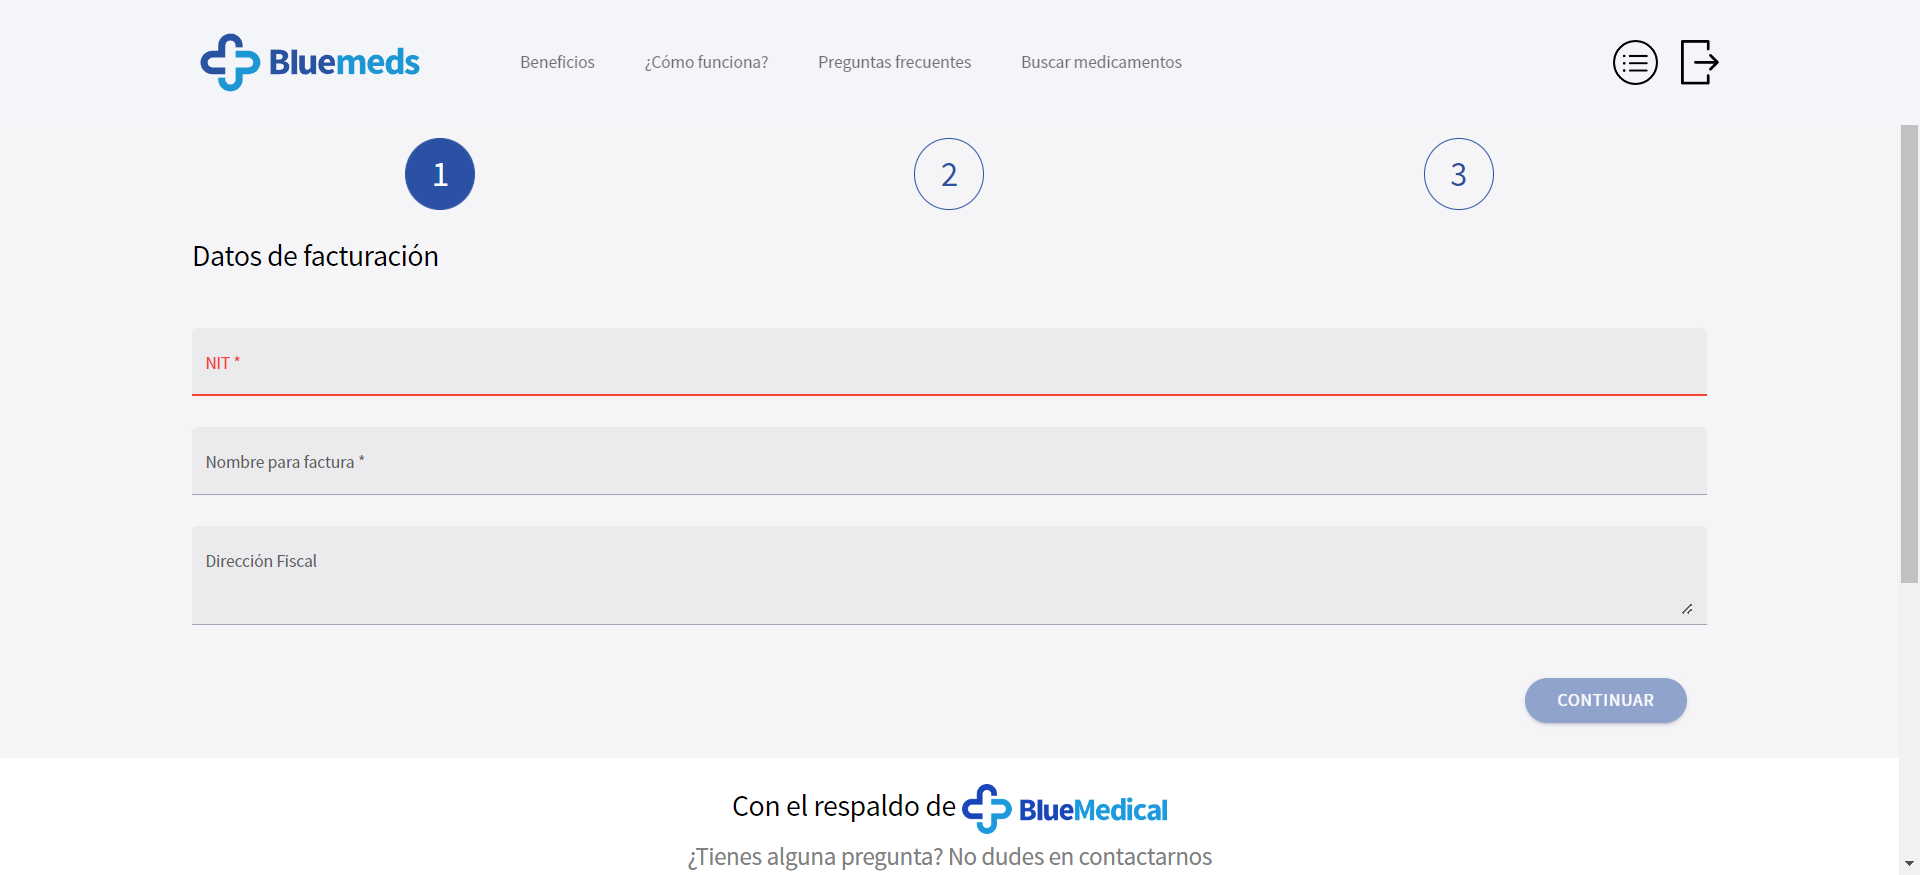 Bluemeds
Beneficios
¿Cómo funciona?
Preguntas frecuentes
Buscar medicamentos
1
2
3
Datos de facturación
NIT *
Nombre para factura *
Dirección Fiscal
CONTINUAR
Con el respaldo de BlueMedical
¿Tienes alguna pregunta? No dudes en contactarnos